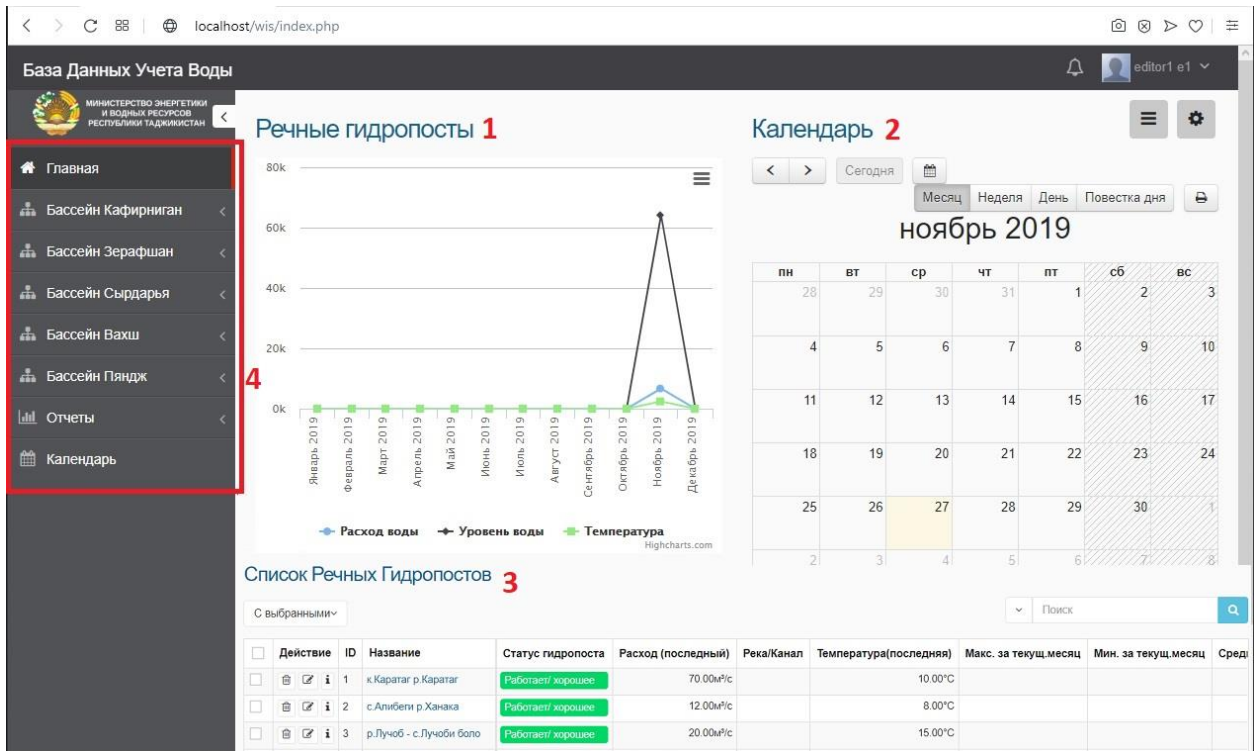 localhost/wis/index.php
База Данных Учета Воды
editor1 e1
МИНИСТЕРСТВО ЭНЕРГЕТИКИ
И ВОДНЫХ РЕСУРСОВ
РЕСПУБЛИКИ ТАДЖИКИСТАН
Главная
Бассейн Кафирниган
Бассейн Зерафшан
Бассейн Сырдарья
Бассейн Вахш
Бассейн Пяндж
Отчеты
Календарь
4
Речные гидропосты 1
80k
60k
40k
20k
0k
Январь 2019
Февраль 2019
Март 2019
Апрель 2019
Май 2019
Июнь 2019
Июль 2019
Август 2019
Сентябрь 2019
Октябрь 2019
Ноябрь 2019
Декабрь 2019
Расход воды Уровень воды Температура
Highcharts.com
Календарь 2
Сегодня
Месяц Неделя День Повестка дня
ноябрь 2019
пн вт ср чт пт сб вс
28 29 30 31 1 2 3
4 5 6 7 8 9 10
11 12 13 14 15 16 17
18 19 20 21 22 23 24
25 26 27 28 29 30 1
2 3 4 5 6 7 8
Список Речных Гидропостов 3
С выбранными
Поиск
Действие ID Название Статус гидропоста Расход (последный) Река/Канал Температура(последняя) Макс. за текущ.месяц Мин. за текущ.месяц
1 к.Каратаг р.Каратаг Работает/ хорошее 70.00м³/с 10.00°C
2 с.Алибеги р.Ханака Работает/ хорошее 12.00м³/с 8.00°C
3 р.Лучоб - с.Лучоби боло Работает/ хорошее 20.00м³/с 15.00°C